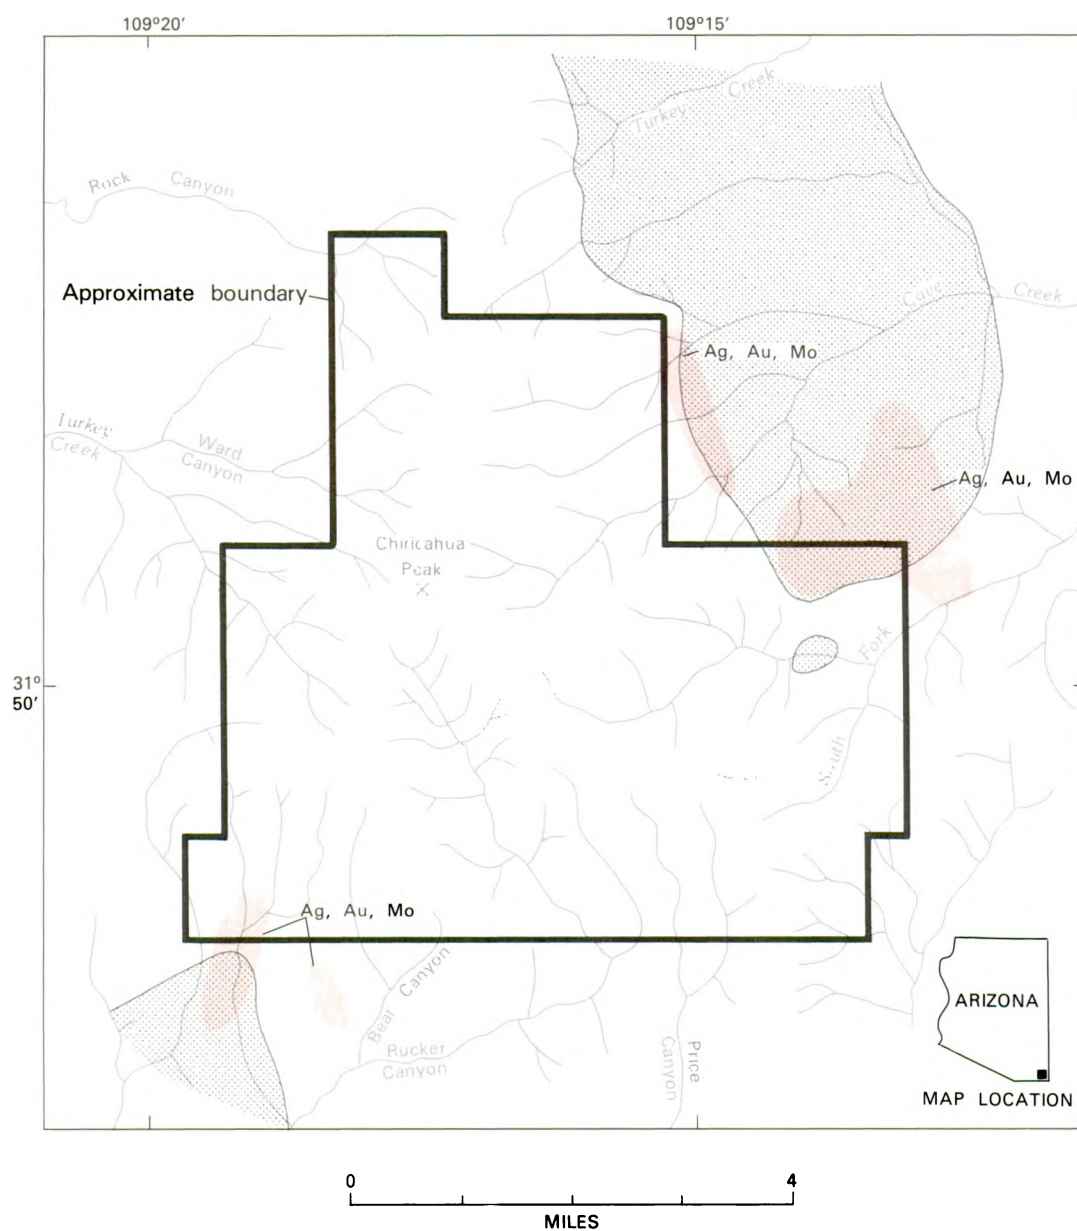 109°20′
109°15′
Turkey Creek
Rock Canyon
Approximate boundary
Cave Creek
Ag, Au, Mo
Turkey
Creek
Ward
Canyon
Ag, Au, Mo
Chiricahua
Peak
Fork
31°
50′
South
Ag, Au, Mo
Bear Canyon
Rucker
Canyon
Price
Canyon
ARIZONA
MAP LOCATION
0
4
MILES